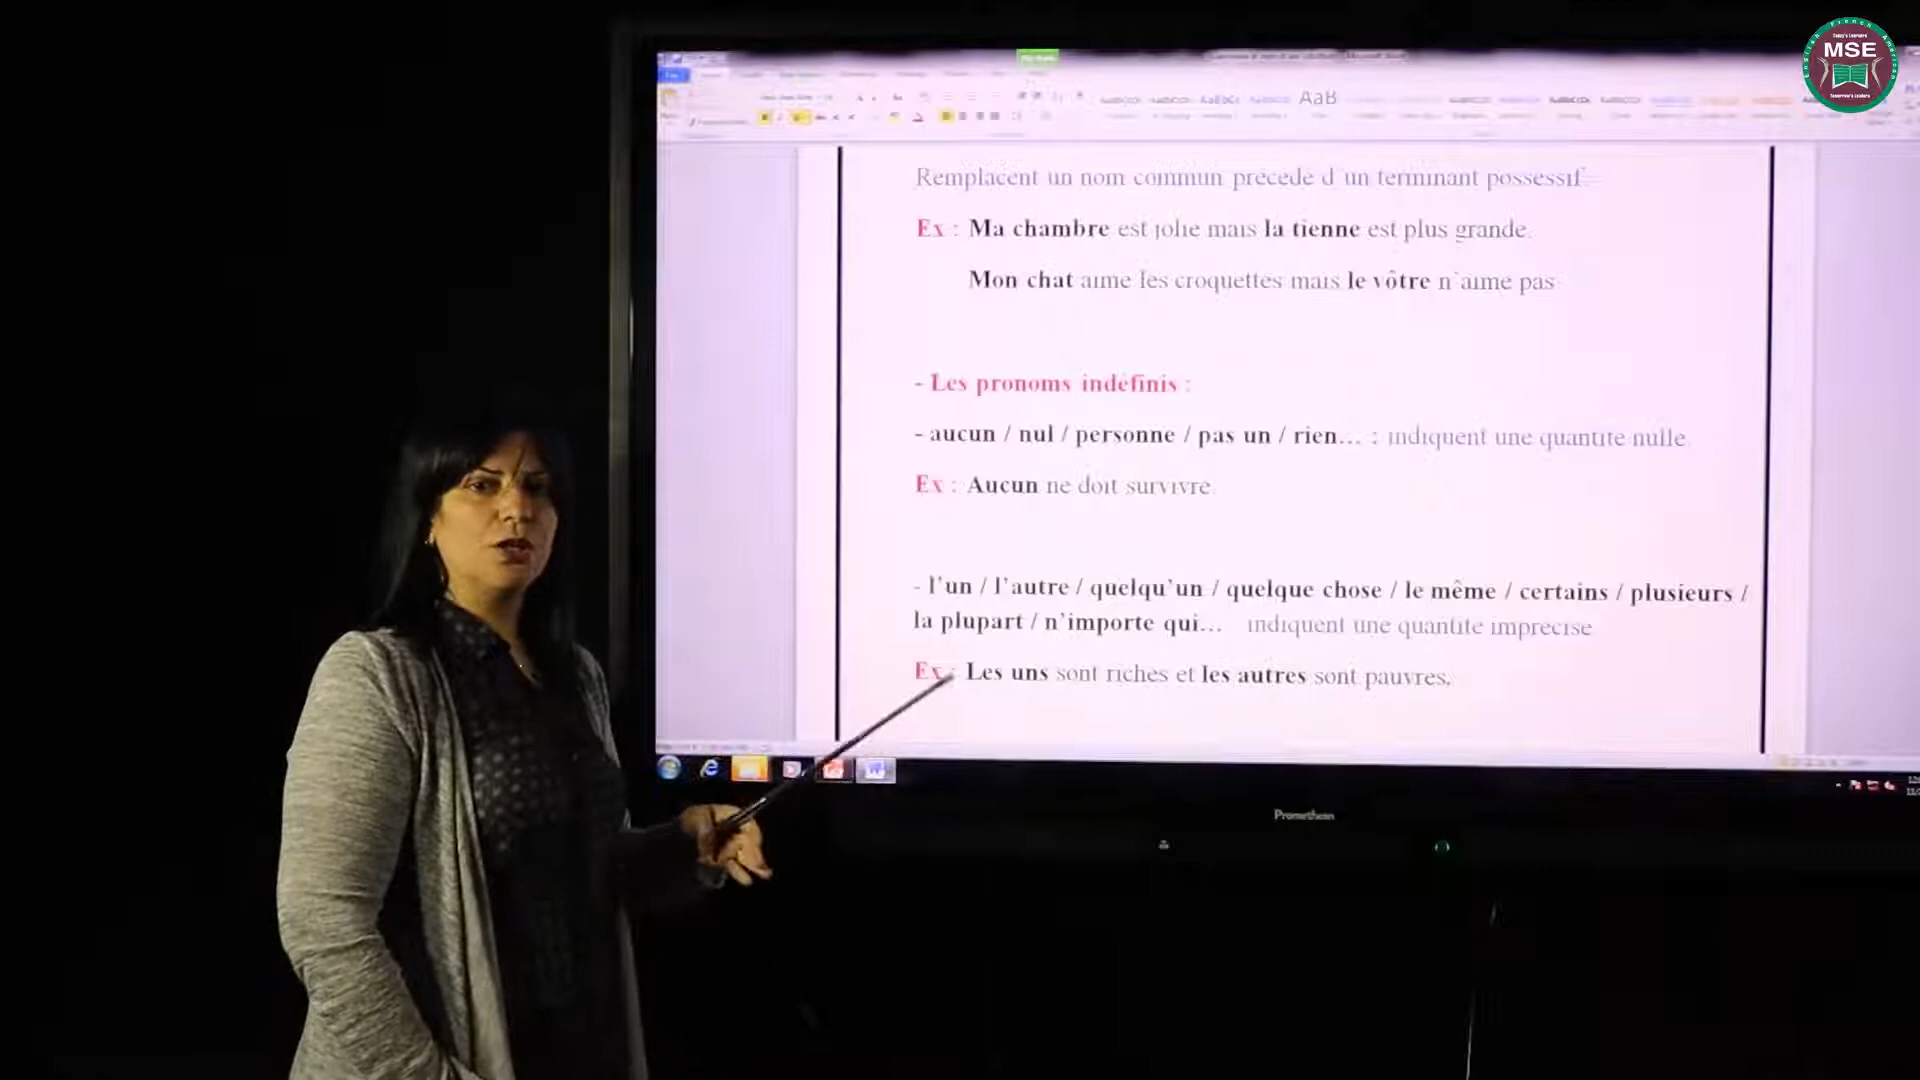 MSE
AaB
Remplacent un nom commun précédé d'un terminant possessif.
Ex : Ma chambre est jolie mais la tienne est plus grande.
Mon chat aime les croquettes mais le vôtre n'aime pas
- Les pronoms indéfinis :
- aucun / nul / personne / pas un / rien... : indiquent une quantité nulle.
Ex : Aucun ne doit survivre.
- l'un / l'autre / quelqu'un / quelque chose / le même / certains / plusieurs /
la plupart / n'importe qui... indiquent une quantité imprécise
Ex : Les uns sont riches et les autres sont pauvres.
Promethean